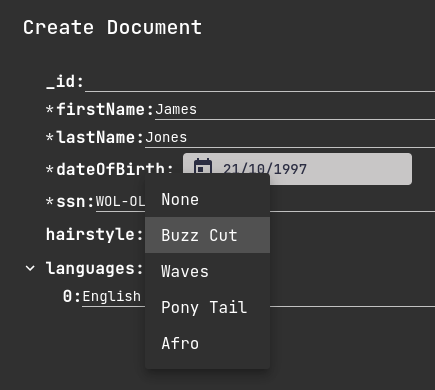 Create Document
_id:
*firstName:James
*lastName:Jones
*dateOfBirth: 21/10/1997
*ssn:WOL-OL
None
hairstyle:
Buzz Cut
languages:
Waves
0:English
Pony Tail
Afro